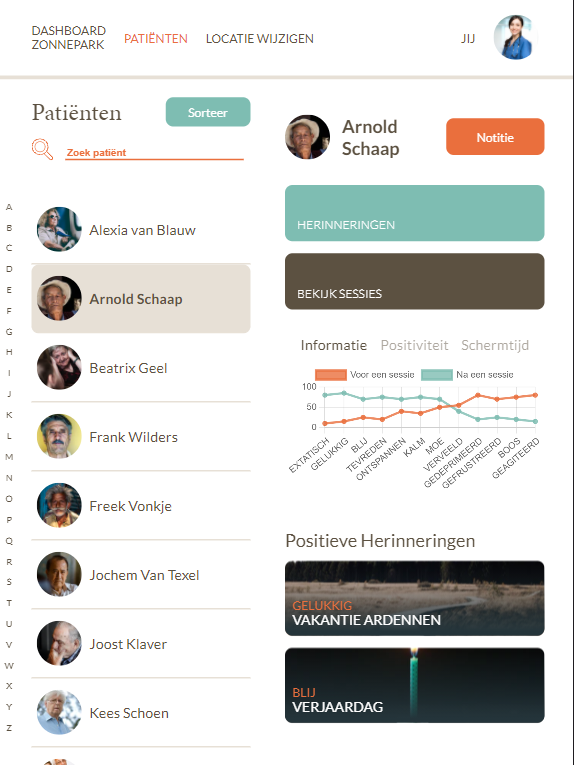 DASHBOARD
ZONNEPARK
PATIËNTEN
LOCATIE WIJZIGEN
JIJ
Patiënten
Sorteer
Zoek patiënt
A
B
C
D
E
F
G
H
I
J
K
L
M
N
O
P
Q
R
S
T
U
V
W
X
Y
Z
Alexia van Blauw
Arnold Schaap
Beatrix Geel
Frank Wilders
Freek Vonkje
Jochem Van Texel
Joost Klaver
Kees Schoen
Arnold
Schaap
Notitie
HERINNERINGEN
BEKIJK SESSIES
Informatie Positiviteit Schermtijd
Voor een sessie Na een sessie
100
50
0
EXTATISCH
GELUKKIG
BLIJ
TEVREDEN
ONTSPANNEN
KALM
MOE
VERVEELD
GEDEPRIMEERD
GEFRUSTREERD
BOOS
GEAGITEERD
Positieve Herinneringen
GELUKKIG
VAKANTIE ARDENNEN
BLIJ
VERJAARDAG